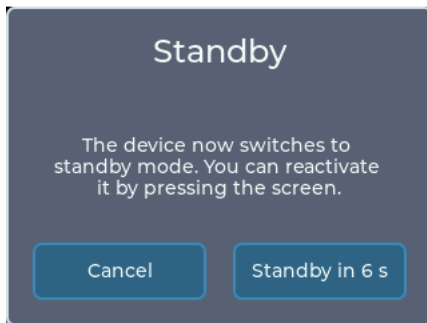 Standby
The device now switches to
standby mode. You can reactivate
it by pressing the screen.
Cancel
Standby in 6 s